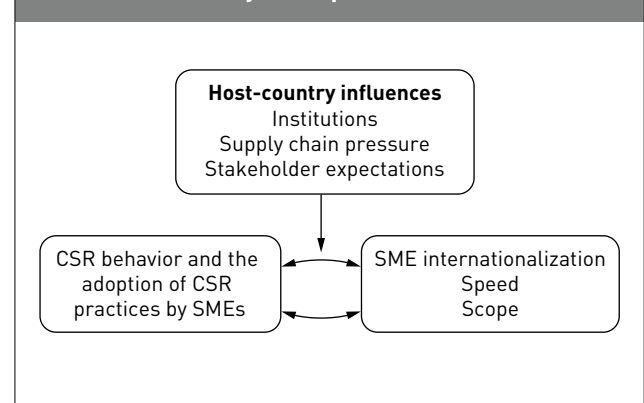 Host-country influences
Institutions
Supply chain pressure
Stakeholder expectations
CSR behavior and the
adoption of CSR
practices by SMEs
SME internationalization
Speed
Scope